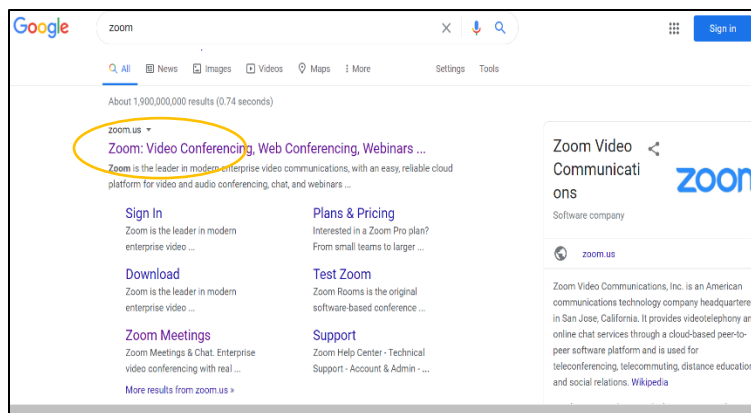 Google
zoom
Sign in
All News Images Videos Maps More Settings Tools
About 1,900,000,000 results (0.74 seconds)
zoom.us
Zoom: Video Conferencing, Web Conferencing, Webinars ...
Zoom is the leader in modern enterprise video communications, with an easy, reliable cloud
platform for video and audio conferencing, chat, and webinars ...
Sign In
Zoom is the leader in modern
enterprise video ...
Plans & Pricing
Interested in a Zoom Pro plan?
From small teams to larger ...
Download
Zoom is the leader in modern
enterprise video ...
Test Zoom
Zoom Rooms is the original
software-based conference ...
Zoom Meetings
Zoom Meetings & Chat. Enterprise
video conferencing with real ...
Support
Zoom Help Center - Technical
Support - Account & Admin - ...
More results from zoom.us »
Zoom Video
Communicati
ons
Software company
zoom
zoom.us
Zoom Video Communications, Inc. is an American
communications technology company headquartere
in San Jose, California. It provides videotelephony an
online chat services through a cloud-based peer-to-
peer software platform and is used for
teleconferencing, telecommuting, distance education
and social relations. Wikipedia